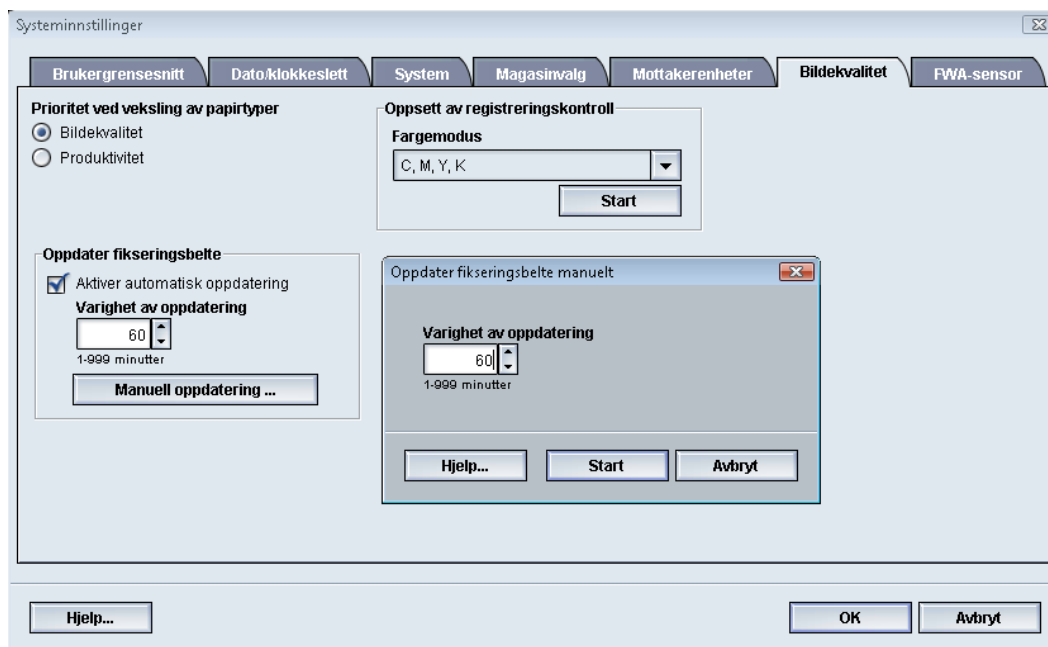 Systeminnstillinger
Brukergrensesnitt
Dato/klokkeslett
System
Magasinvalg
Mottakerenheter
Bildekvalitet
FWA-sensor
Prioritet ved veksling av papirtyper
Bildekvalitet
Produktivitet
Oppsett av registreringskontroll
Fargemodus
C, M, Y, K
Start
Oppdater fikseringsbelte
Aktiver automatisk oppdatering
Varighet av oppdatering
60
1-999 minutter
Manuell oppdatering ...
Oppdater fikseringsbelte manuelt
Varighet av oppdatering
60
1-999 minutter
Hjelp...
Start
Avbryt
Hjelp...
OK
Avbryt